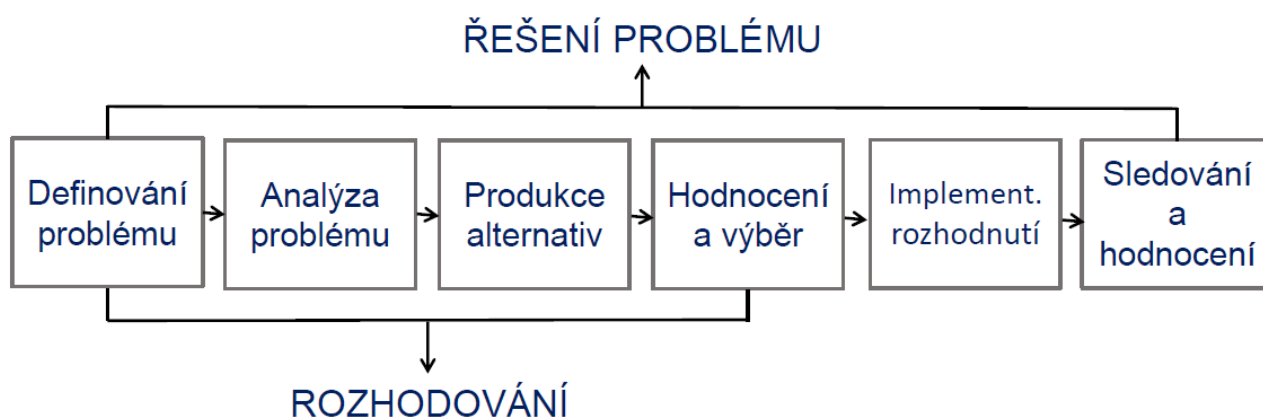 ŘEŠENÍ PROBLÉMU
Definování
problému
Analýza
problému
Produkce
alternativ
Hodnocení
a výběr
Implement.
rozhodnutí
Sledování
a
hodnocení
ROZHODOVÁNÍ